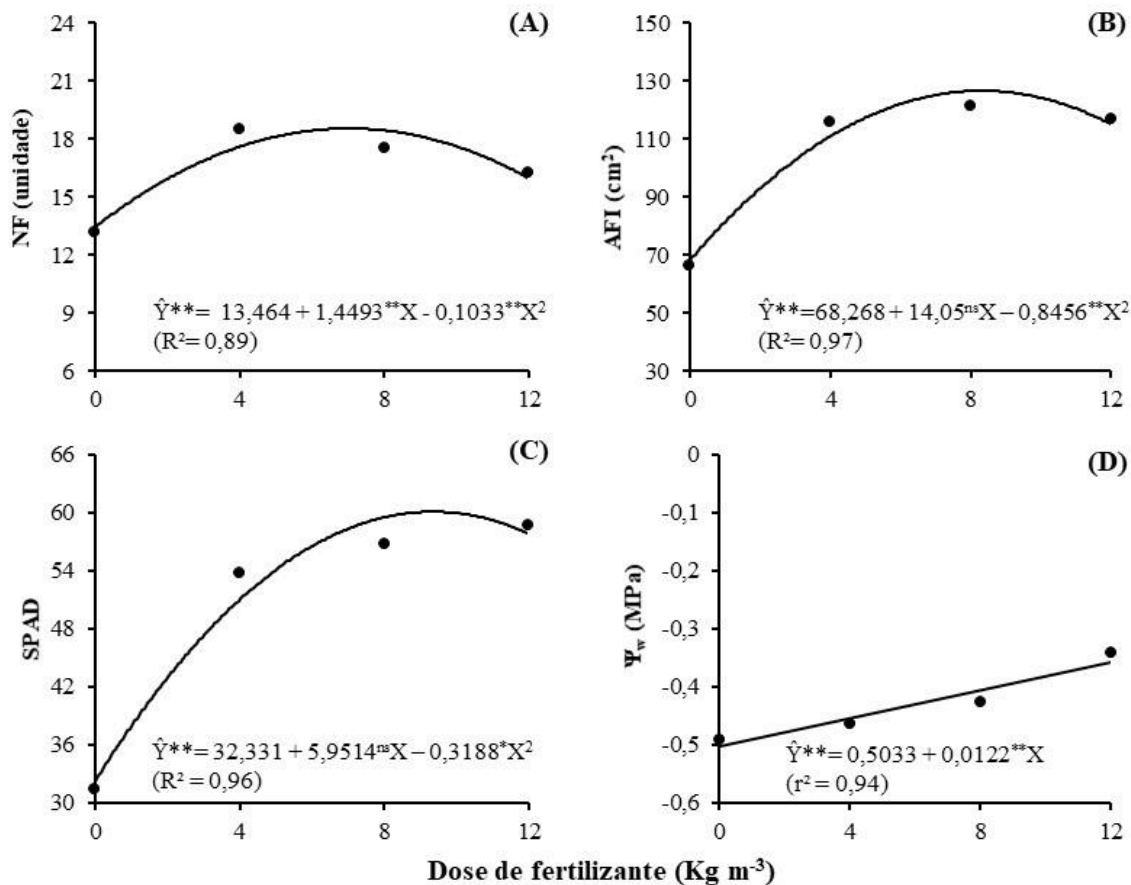 (A)
NF (unidade)
24
21
18
15
12
9
6
0 4 8 12
Ŷ**= 13,464 + 1,4493**X - 0,1033**X²
(R²= 0,89)
(B)
AFI (cm²)
150
130
110
90
70
50
30
0 4 8 12
Ŷ**=68,268 + 14,05ⁿˢX – 0,8456**X²
(R²= 0,97)
(C)
SPAD
66
60
54
48
42
36
30
0 4 8 12
Ŷ**= 32,331 + 5,9514ⁿˢX – 0,3188*X²
(R² = 0,96)
(D)
Ψw (MPa)
0
-0,1
-0,2
-0,3
-0,4
-0,5
-0,6
0 4 8 12
Ŷ**= 0,5033 + 0,0122**X
(r² = 0,94)
Dose de fertilizante (Kg m⁻³)